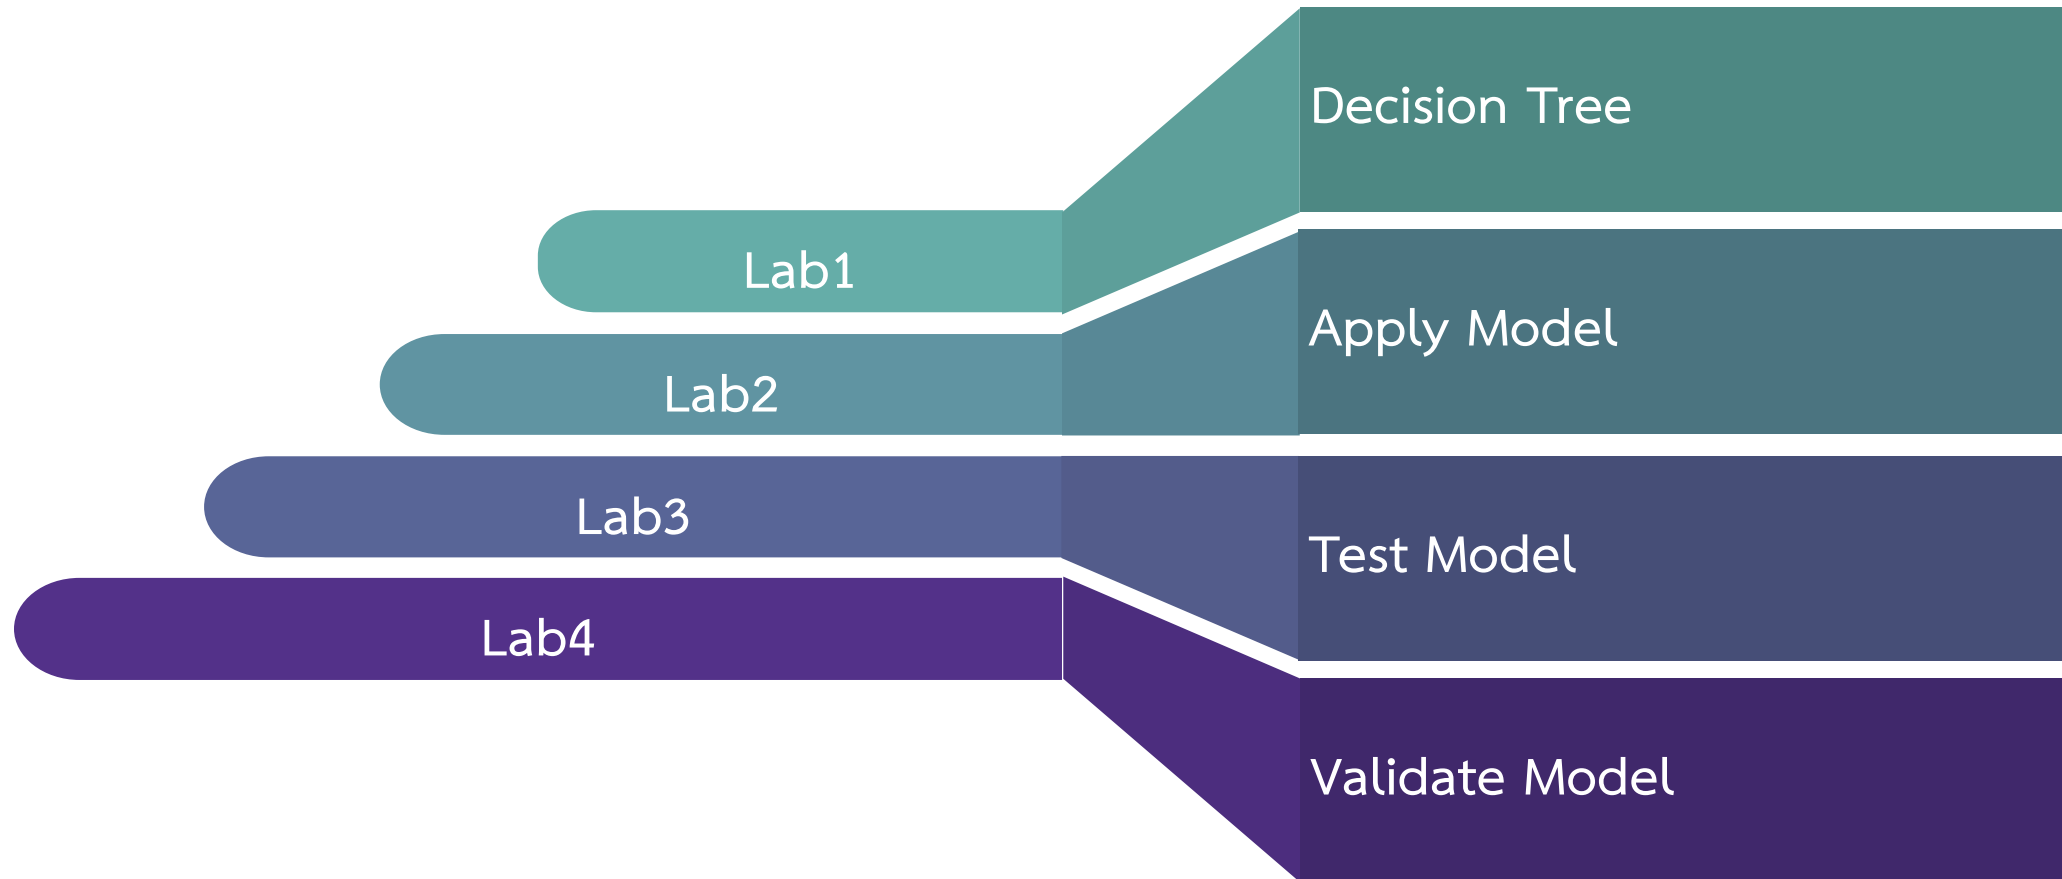 Lab1
Decision Tree
Lab2
Apply Model
Lab3
Test Model
Lab4
Validate Model